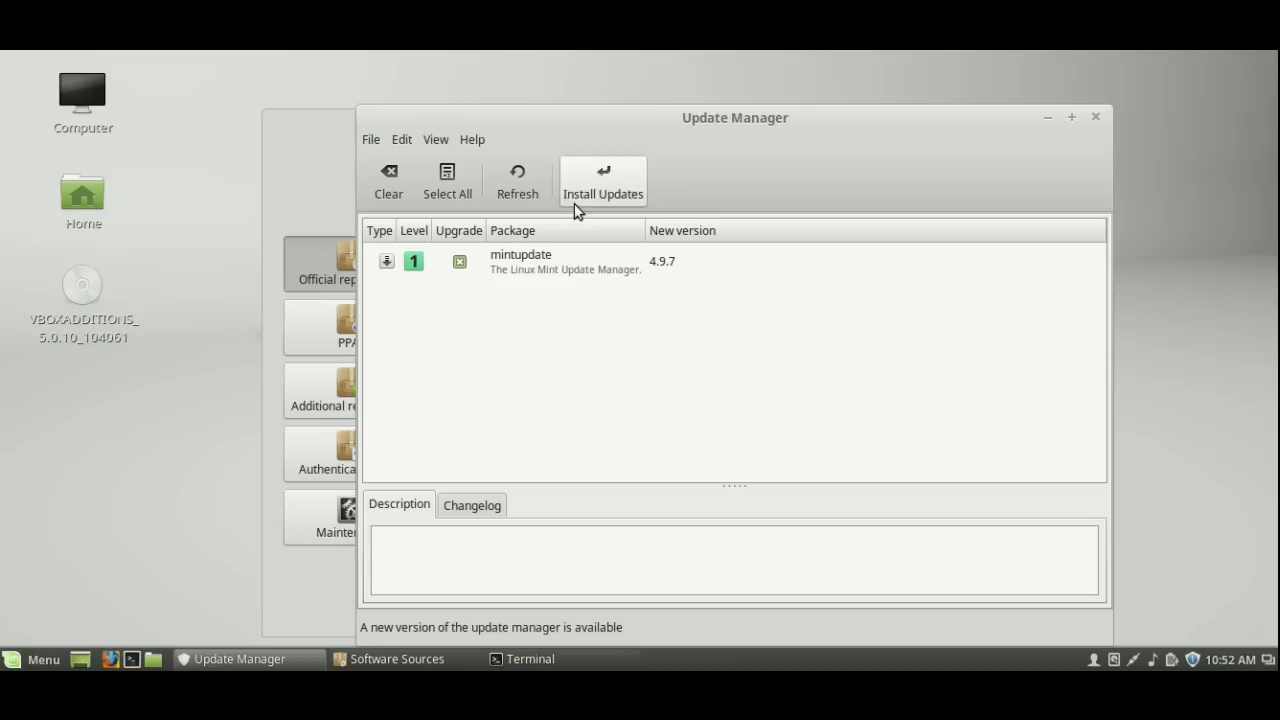 Computer
Home
VBOXADDITIONS_
5.0.10_104061
Update Manager
File Edit View Help
Clear Select All Refresh Install Updates
Type Level Upgrade Package New version
1 mintupdate 4.9.7
The Linux Mint Update Manager.
Official rep
PPA
Additional re
Authentica
Mainten
Description Changelog
A new version of the update manager is available
Menu Update Manager Software Sources Terminal 10:52 AM